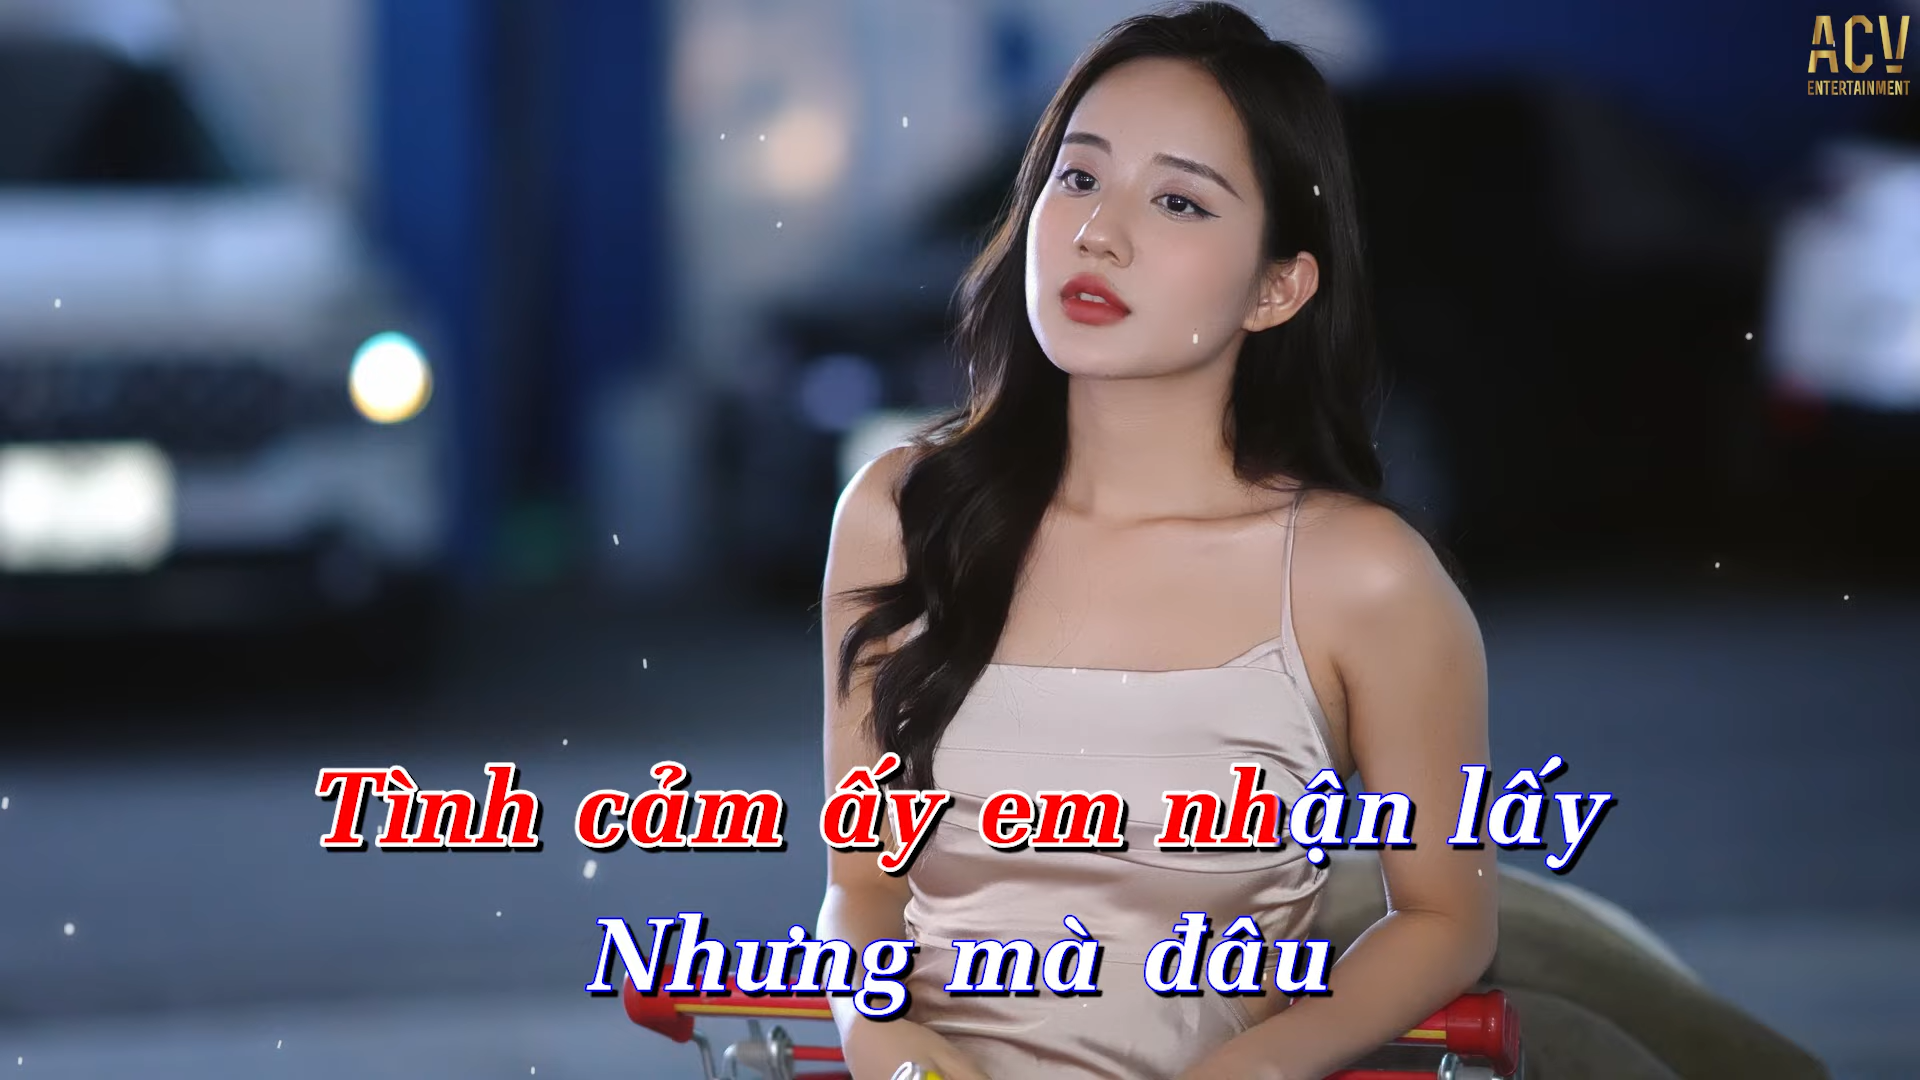 ACV
ENTERTAINMENT
Tình cảm ấy em nhận lấy
Nhưng mà đâu